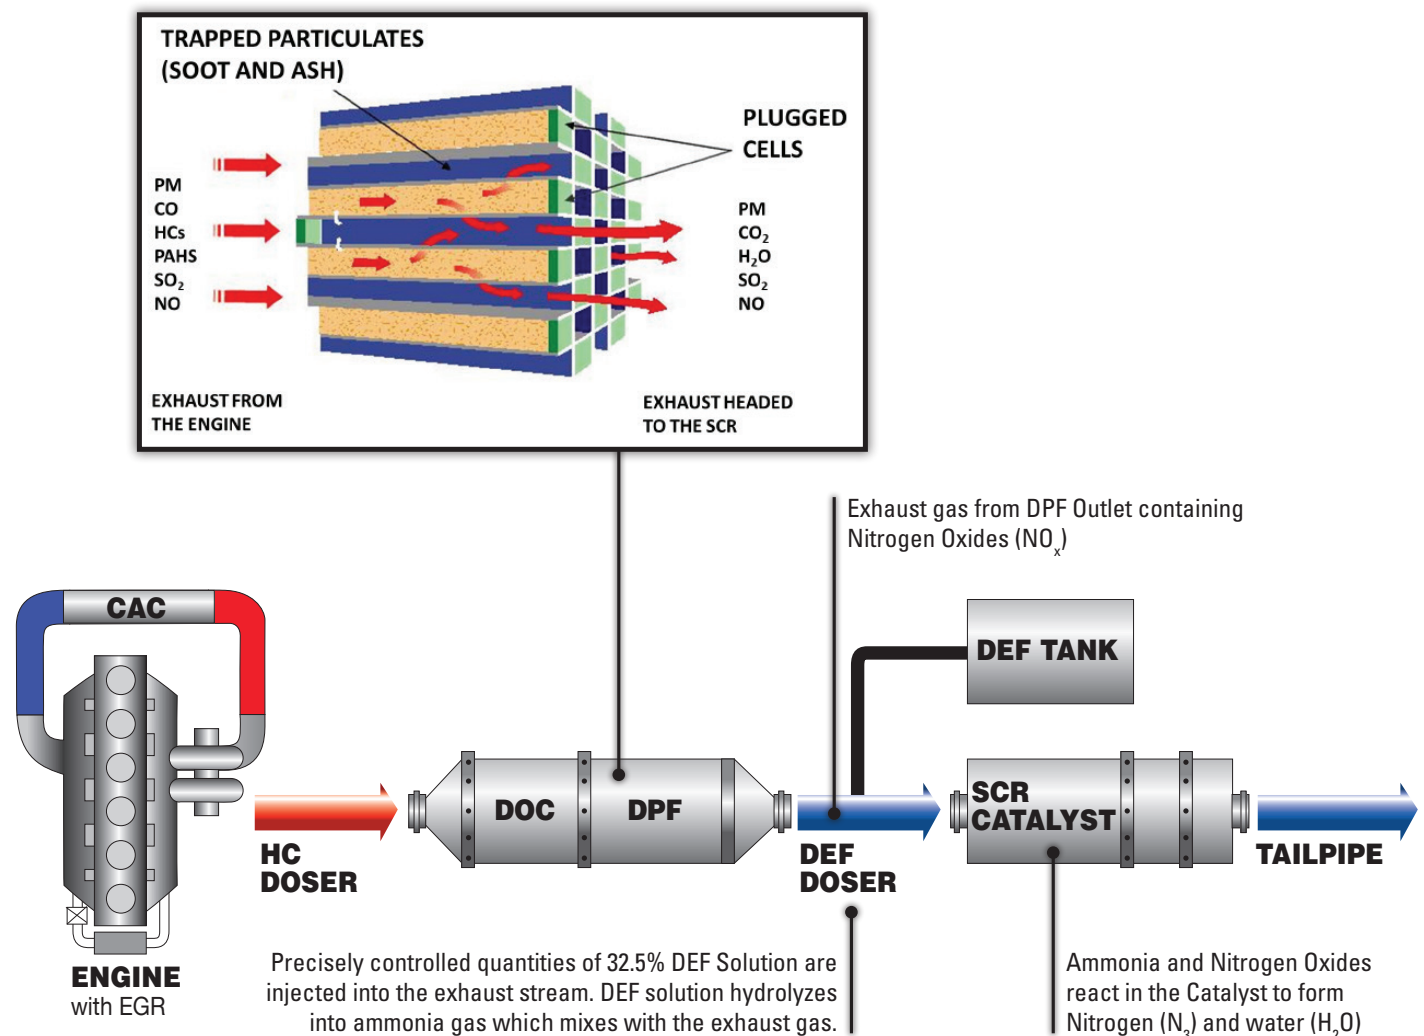 TRAPPED PARTICULATES
(SOOT AND ASH)
PLUGGED
CELLS
PM
CO
HCs
PAHS
SO₂
NO
PM
CO₂
H₂O
SO₂
NO
EXHAUST FROM
THE ENGINE
EXHAUST HEADED
TO THE SCR
Exhaust gas from DPF Outlet containing
Nitrogen Oxides (NOₓ)
CAC
DEF TANK
DOC
DPF
SCR
CATALYST
HC
DOSER
DEF
DOSER
TAILPIPE
ENGINE
with EGR
Precisely controlled quantities of 32.5% DEF Solution are
injected into the exhaust stream. DEF solution hydrolyzes
into ammonia gas which mixes with the exhaust gas.
Ammonia and Nitrogen Oxides
react in the Catalyst to form
Nitrogen (N₃) and water (H₂O)